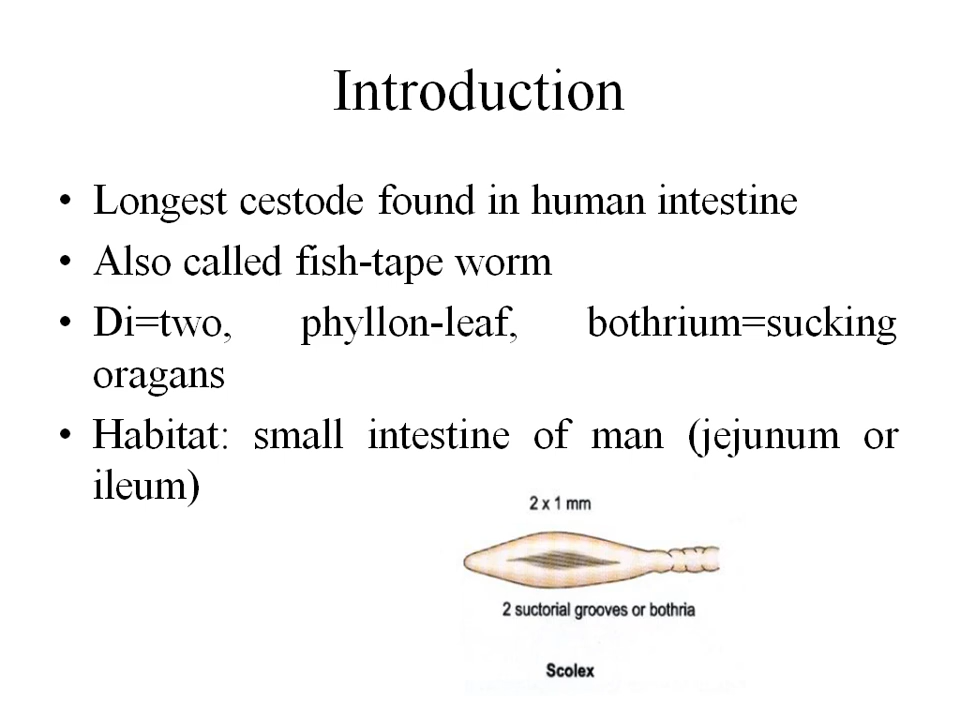 Introduction
• Longest cestode found in human intestine
• Also called fish-tape worm
• Di=two, phyllon-leaf, bothrium=sucking
oragans
• Habitat: small intestine of man (jejunum or
ileum)
2 x 1 mm
2 suctorial grooves or bothria
Scolex